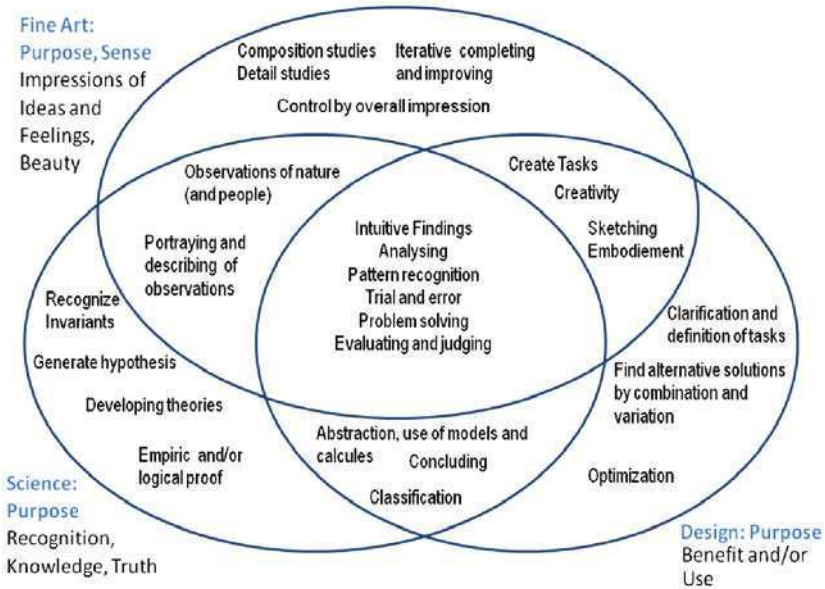 Fine Art:
Purpose, Sense
Impressions of
Ideas and
Feelings,
Beauty
Composition studies
Detail studies
Iterative completing
and improving
Control by overall impression
Observations of nature
(and people)
Create Tasks
Creativity
Portraying and
describing of
observations
Intuitive Findings
Analysing
Pattern recognition
Trial and error
Problem solving
Evaluating and judging
Sketching
Embodiement
Recognize
Invariants
Generate hypothesis
Developing theories
Empiric and/or
logical proof
Clarification and
definition of tasks
Find alternative solutions
by combination and
variation
Optimization
Abstraction, use of models and
calcules
Concluding
Classification
Science:
Purpose
Recognition,
Knowledge, Truth
Design: Purpose
Benefit and/or
Use